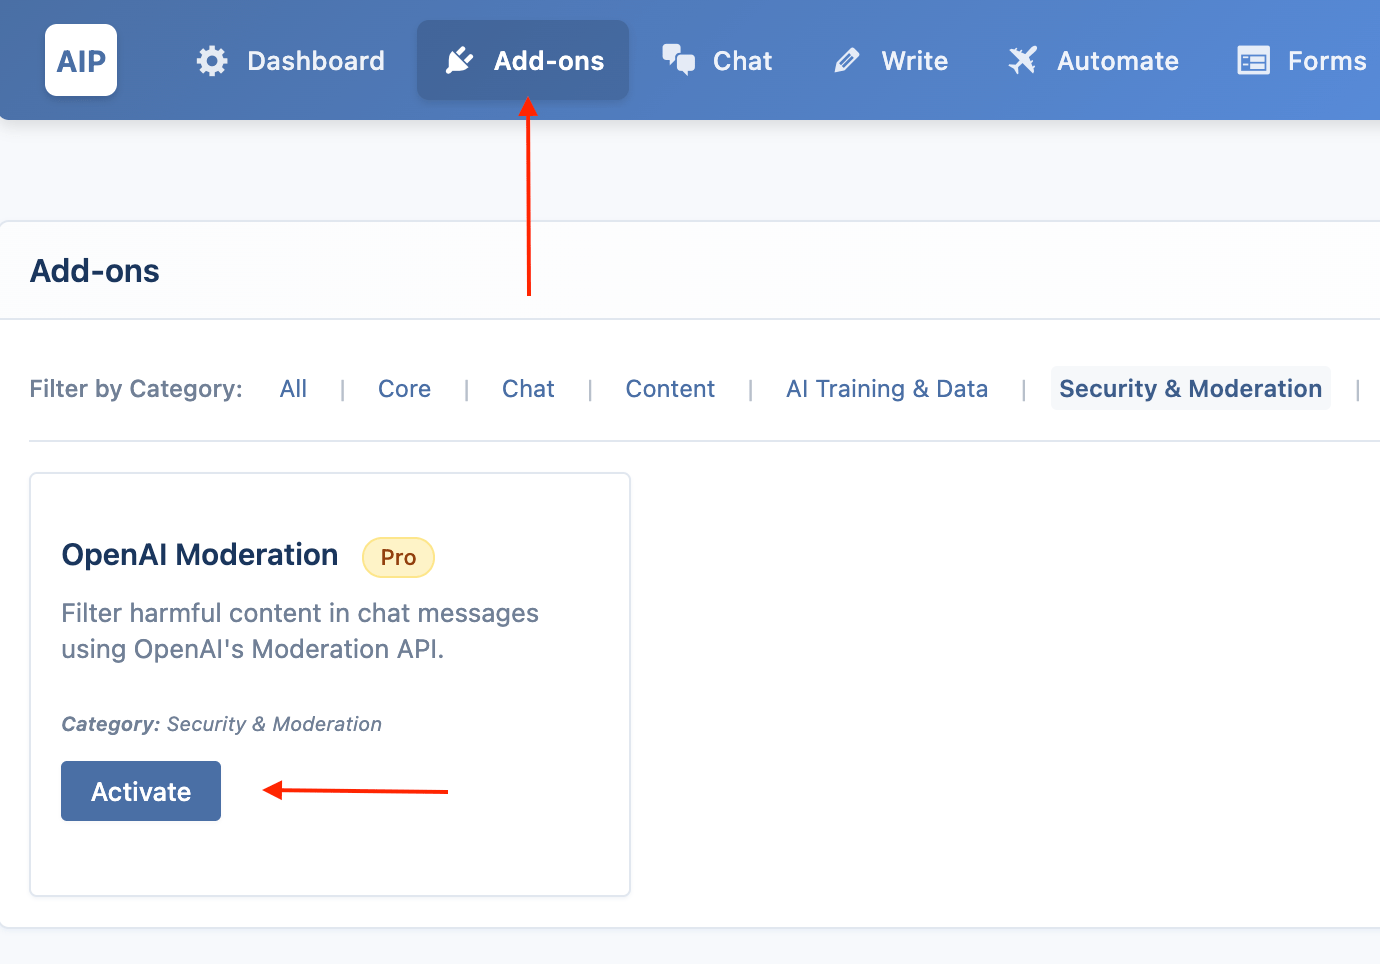 AIP Dashboard Add-ons Chat Write Automate Forms
Add-ons
Filter by Category: All | Core | Chat | Content | AI Training & Data | Security & Moderation |
OpenAI Moderation Pro
Filter harmful content in chat messages
using OpenAI's Moderation API.
Category: Security & Moderation
Activate